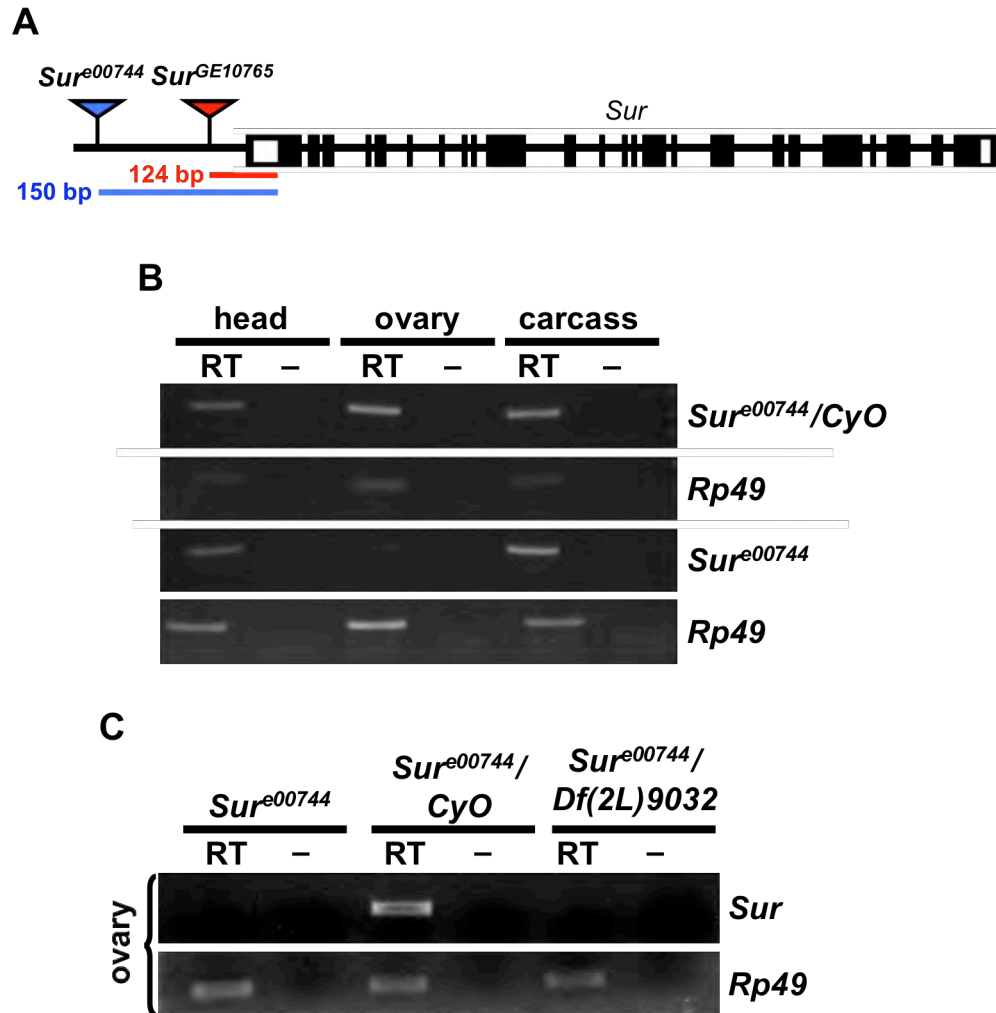 A
Sur^e00744 Sur^GE10765
Sur
124 bp
150 bp
B
head ovary carcass
RT – RT – RT –
Sur^e00744/CyO
Rp49
Sur^e00744
Rp49
C
Sur^e00744
Sur^e00744/
CyO
Sur^e00744/
Df(2L)9032
RT – RT – RT –
ovary
Sur
Rp49